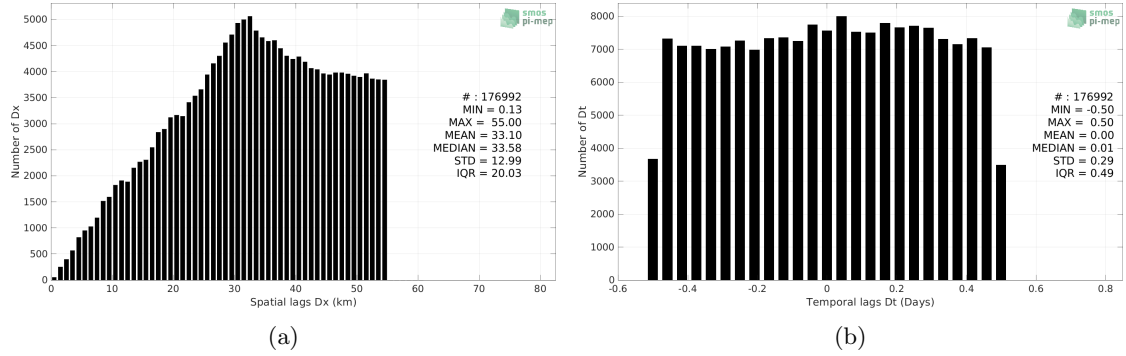 smos
pi-mep
Number of Dx
5000
4500
4000
3500
3000
2500
2000
1500
1000
500
0
# : 176992
MIN = 0.13
MAX = 55.00
MEAN = 33.10
MEDIAN = 33.58
STD = 12.99
IQR = 20.03
0 10 20 30 40 50 60 70 80
Spatial lags Dx (km)
(a)
smos
pi-mep
Number of Dt
8000
7000
6000
5000
4000
3000
2000
1000
0
# : 176992
MIN = -0.50
MAX = 0.50
MEAN = 0.00
MEDIAN = 0.01
STD = 0.29
IQR = 0.49
-0.6 -0.4 -0.2 0 0.2 0.4 0.6 0.8
Temporal lags Dt (Days)
(b)